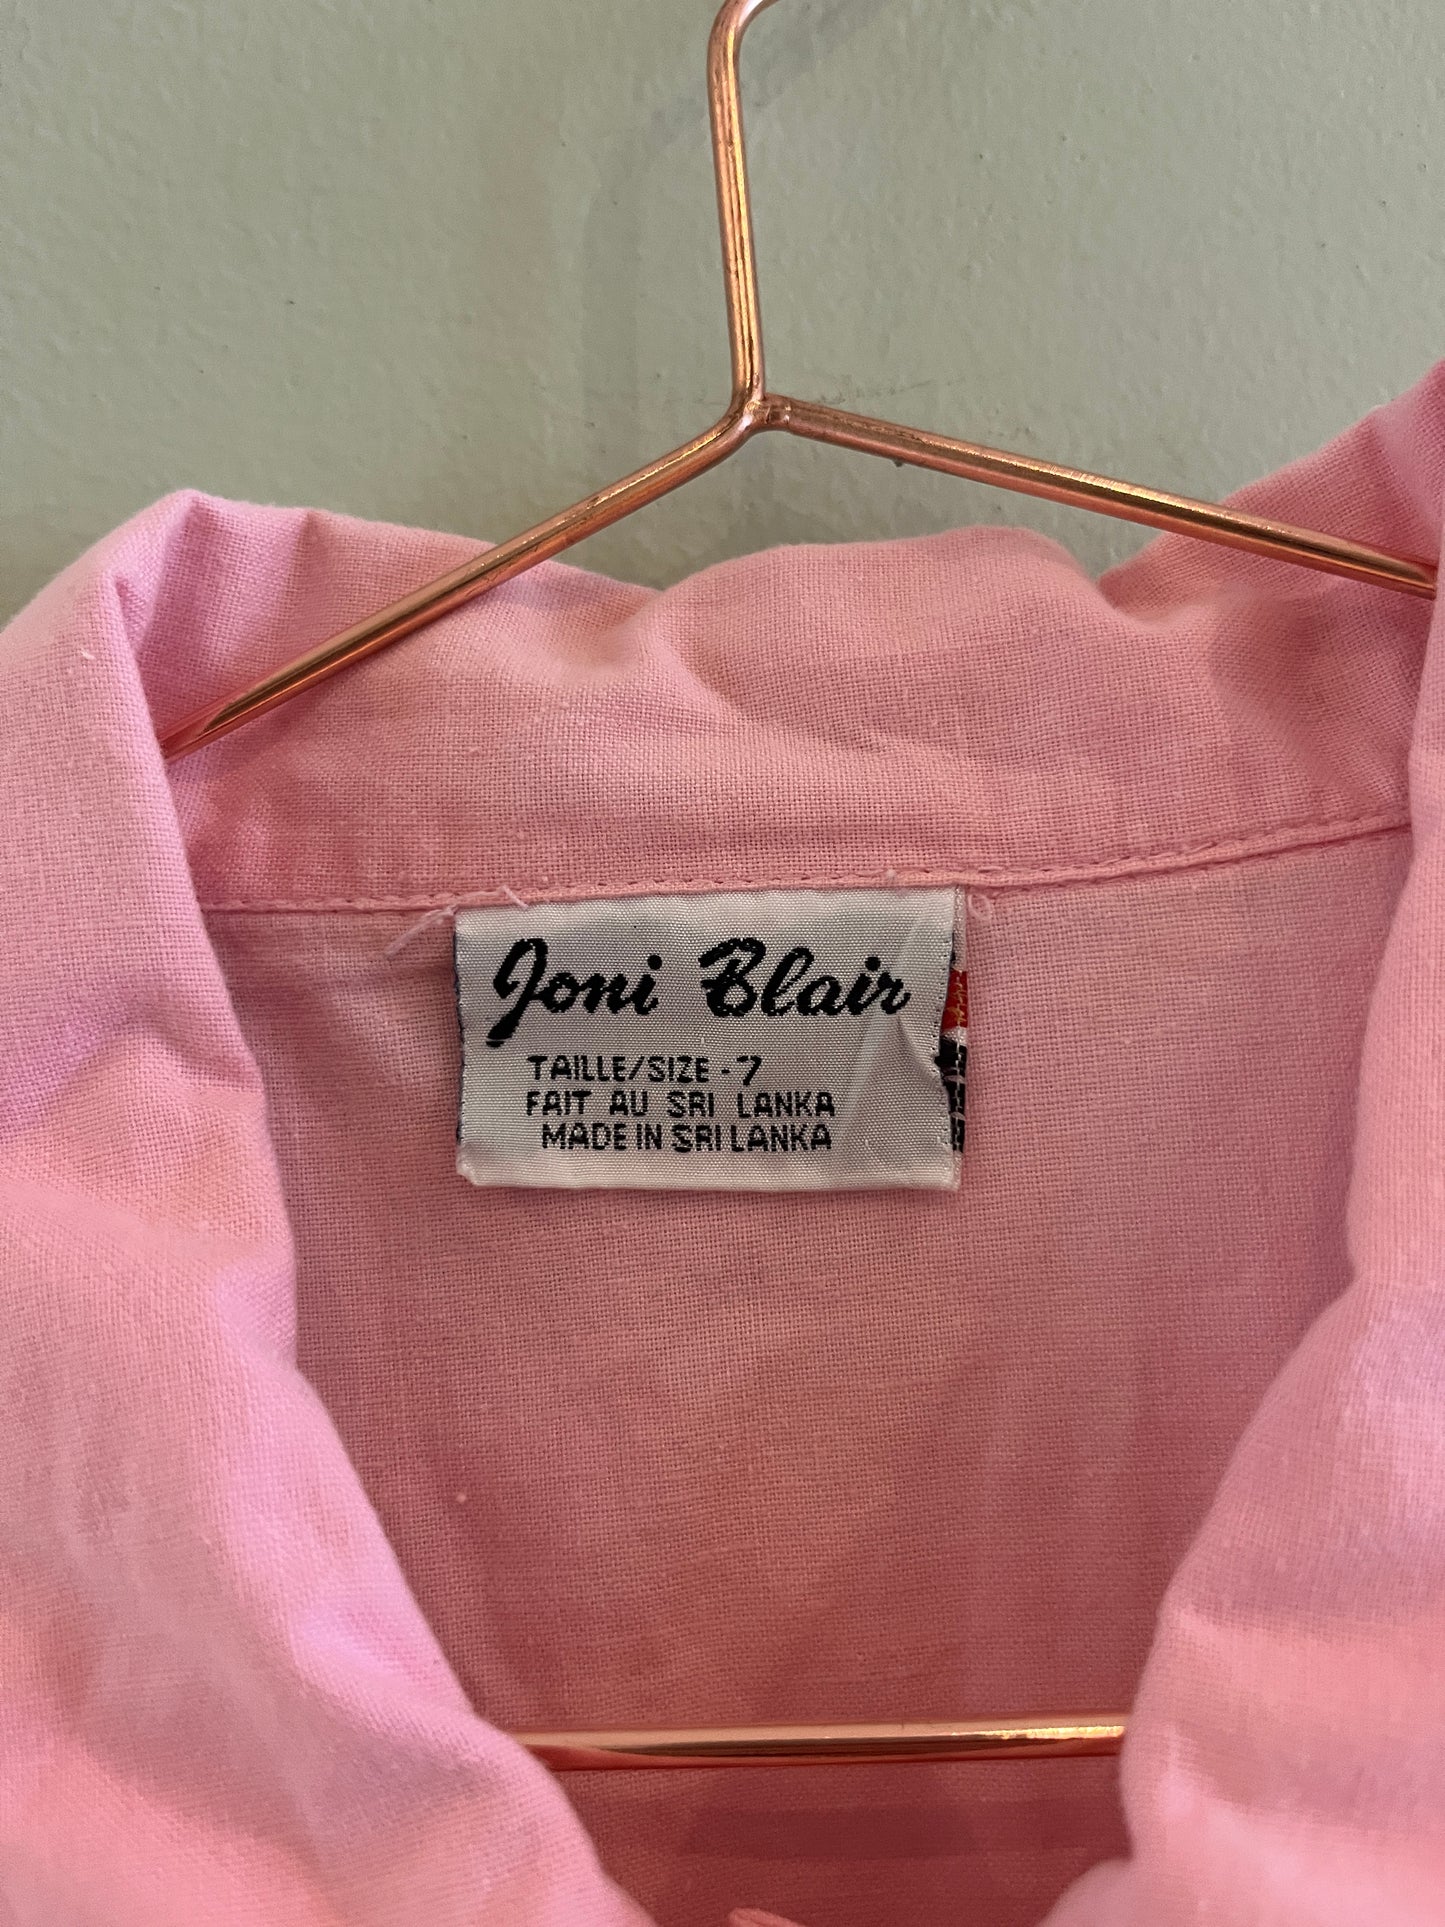 Joni Blair
TAILLE/SIZE - 7
FAIT AU SRI LANKA
MADE IN SRI LANKA